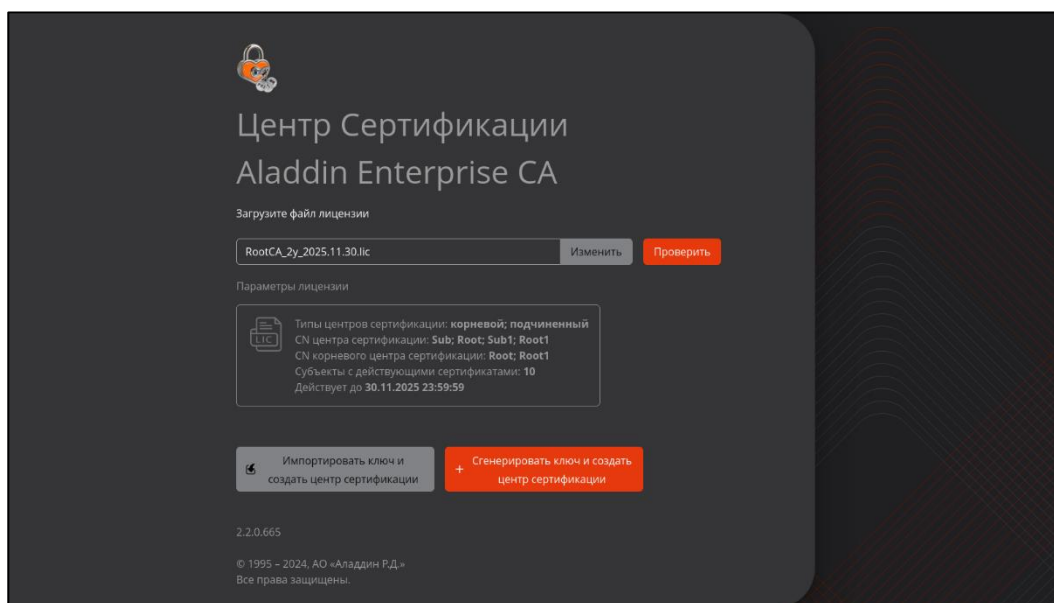 Центр Сертификации
Aladdin Enterprise CA
Загрузите файл лицензии
RootCA_2y_2025.11.30.lic
Изменить
Проверить
Параметры лицензии
LIC
Типы центров сертификации: корневой; подчиненный
CN центра сертификации: Sub; Root; Sub1; Root1
CN корневого центра сертификации: Root; Root1
Субъекты с действующими сертификатами: 10
Действует до 30.11.2025 23:59:59
Импортировать ключ и
создать центр сертификации
+ Сгенерировать ключ и создать
центр сертификации
2.2.0.665
© 1995 – 2024, АО «Аладдин Р.Д.»
Все права защищены.